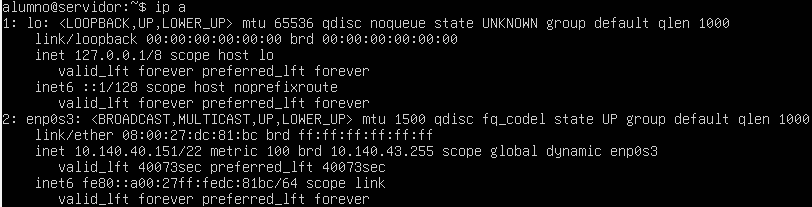 alumno@servidor:~$ ip a
1: lo: <LOOPBACK,UP,LOWER_UP> mtu 65536 qdisc noqueue state UNKNOWN group default qlen 1000
    link/loopback 00:00:00:00:00:00 brd 00:00:00:00:00:00
    inet 127.0.0.1/8 scope host lo
       valid_lft forever preferred_lft forever
    inet6 ::1/128 scope host noprefixroute
       valid_lft forever preferred_lft forever
2: enp0s3: <BROADCAST,MULTICAST,UP,LOWER_UP> mtu 1500 qdisc fq_codel state UP group default qlen 1000
    link/ether 08:00:27:dc:81:bc brd ff:ff:ff:ff:ff:ff
    inet 10.140.40.151/22 metric 100 brd 10.140.43.255 scope global dynamic enp0s3
       valid_lft 40073sec preferred_lft 40073sec
    inet6 fe80::a00:27ff:fedc:81bc/64 scope link
       valid_lft forever preferred_lft forever